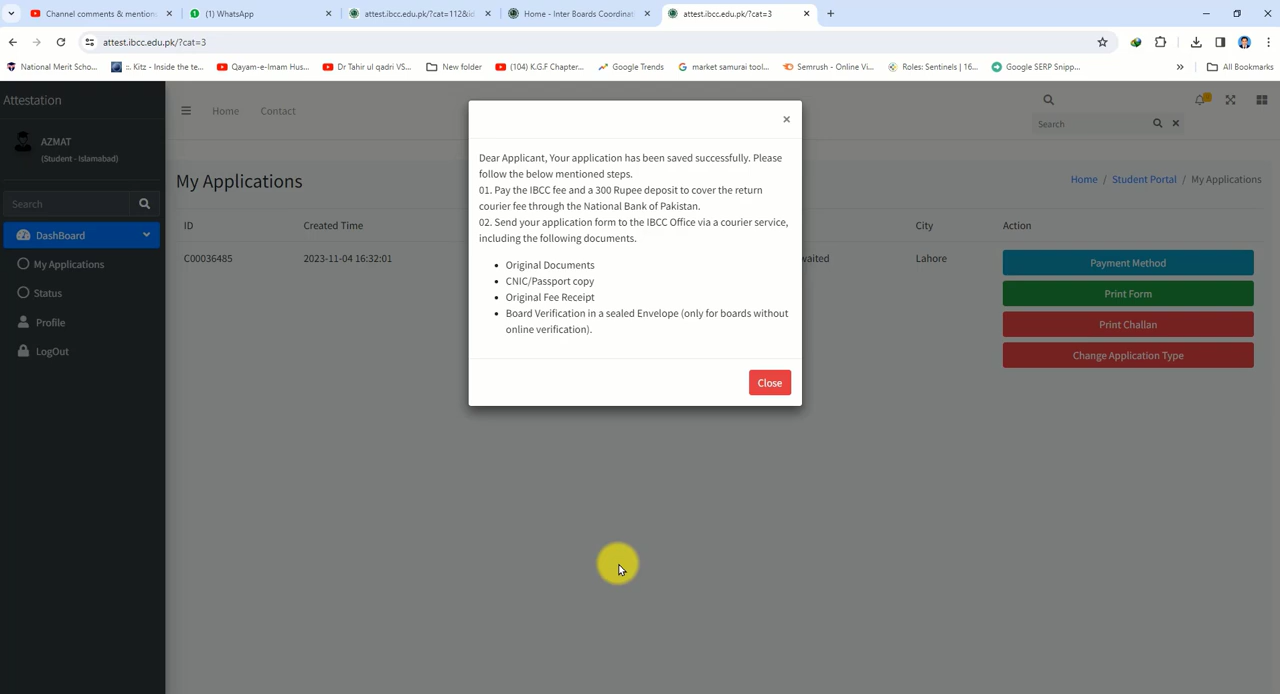 Channel comments & mention
(1) WhatsApp
attest.ibcc.edu.pk/?cat=112&id
Home - Inter Boards Coordinat
attest.ibcc.edu.pk/?cat=3
attest.ibcc.edu.pk/?cat=3
National Merit Scho...
.:. Kitz - Inside the te...
Qayam-e-Imam Hus...
Dr Tahir ul qadri VS...
New folder
(104) K.G.F Chapter...
Google Trends
market samurai tool...
Semrush - Online Vi...
Roles: Sentinels | 16...
Google SERP Snipp...
»
All Bookmarks
Attestation
Home
Contact
Search
AZMAT
(Student - Islamabad)
Search
DashBoard
My Applications
Status
Profile
LogOut
My Applications
Home / Student Portal / My Applications
ID
Created Time
City
Action
C00036485
2023-11-04 16:32:01
waited
Lahore
Payment Method
Print Form
Print Challan
Change Application Type
×
Dear Applicant, Your application has been saved successfully. Please
follow the below mentioned steps.
01. Pay the IBCC fee and a 300 Rupee deposit to cover the return
courier fee through the National Bank of Pakistan.
02. Send your application form to the IBCC Office via a courier service,
including the following documents.
• Original Documents
• CNIC/Passport copy
• Original Fee Receipt
• Board Verification in a sealed Envelope (only for boards without
online verification).
Close